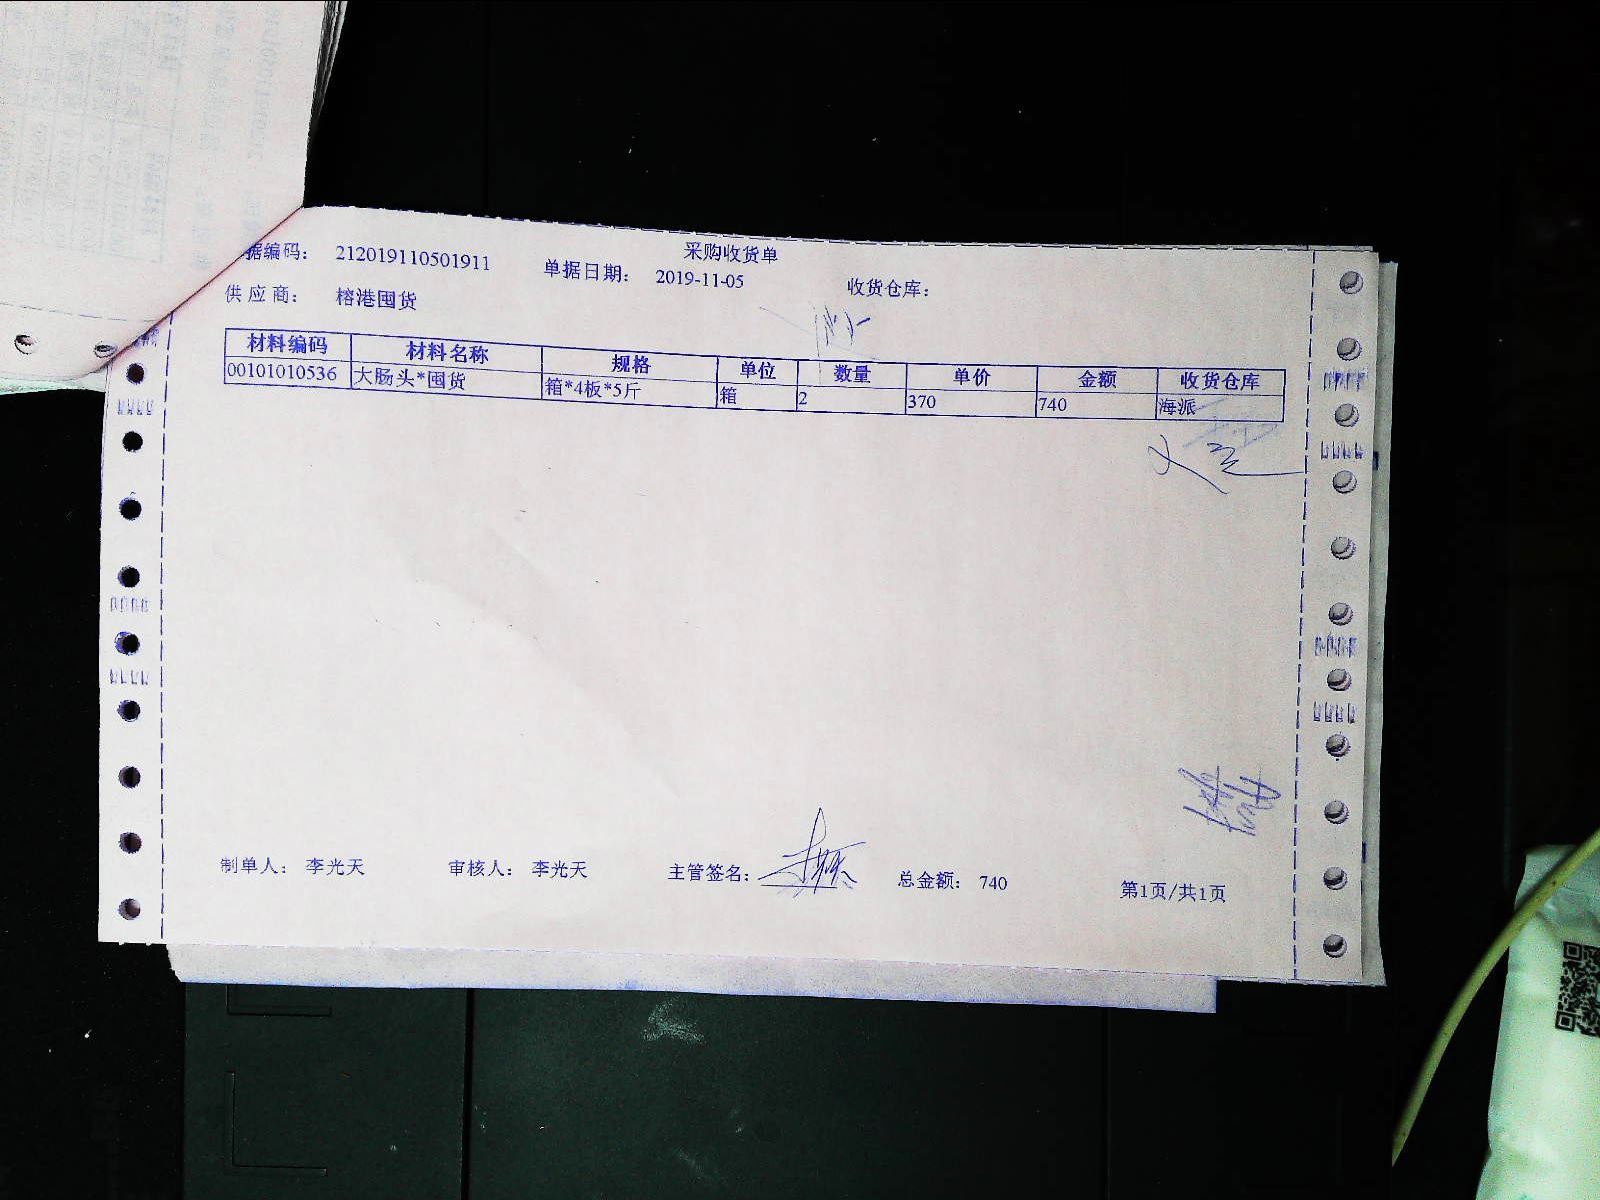 采购收货单
据编码： 212019110501911 单据日期： 2019-11-05 收货仓库：
供应商： 榕港囤货
材料编码 材料名称 规格 单位 数量 单价 金额 收货仓库
00101010536 大肠头*囤货 箱*4板*5斤 箱 2 370 740 海派
制单人： 李光天 审核人： 李光天 主管签名： 总金额： 740 第1页/共1页